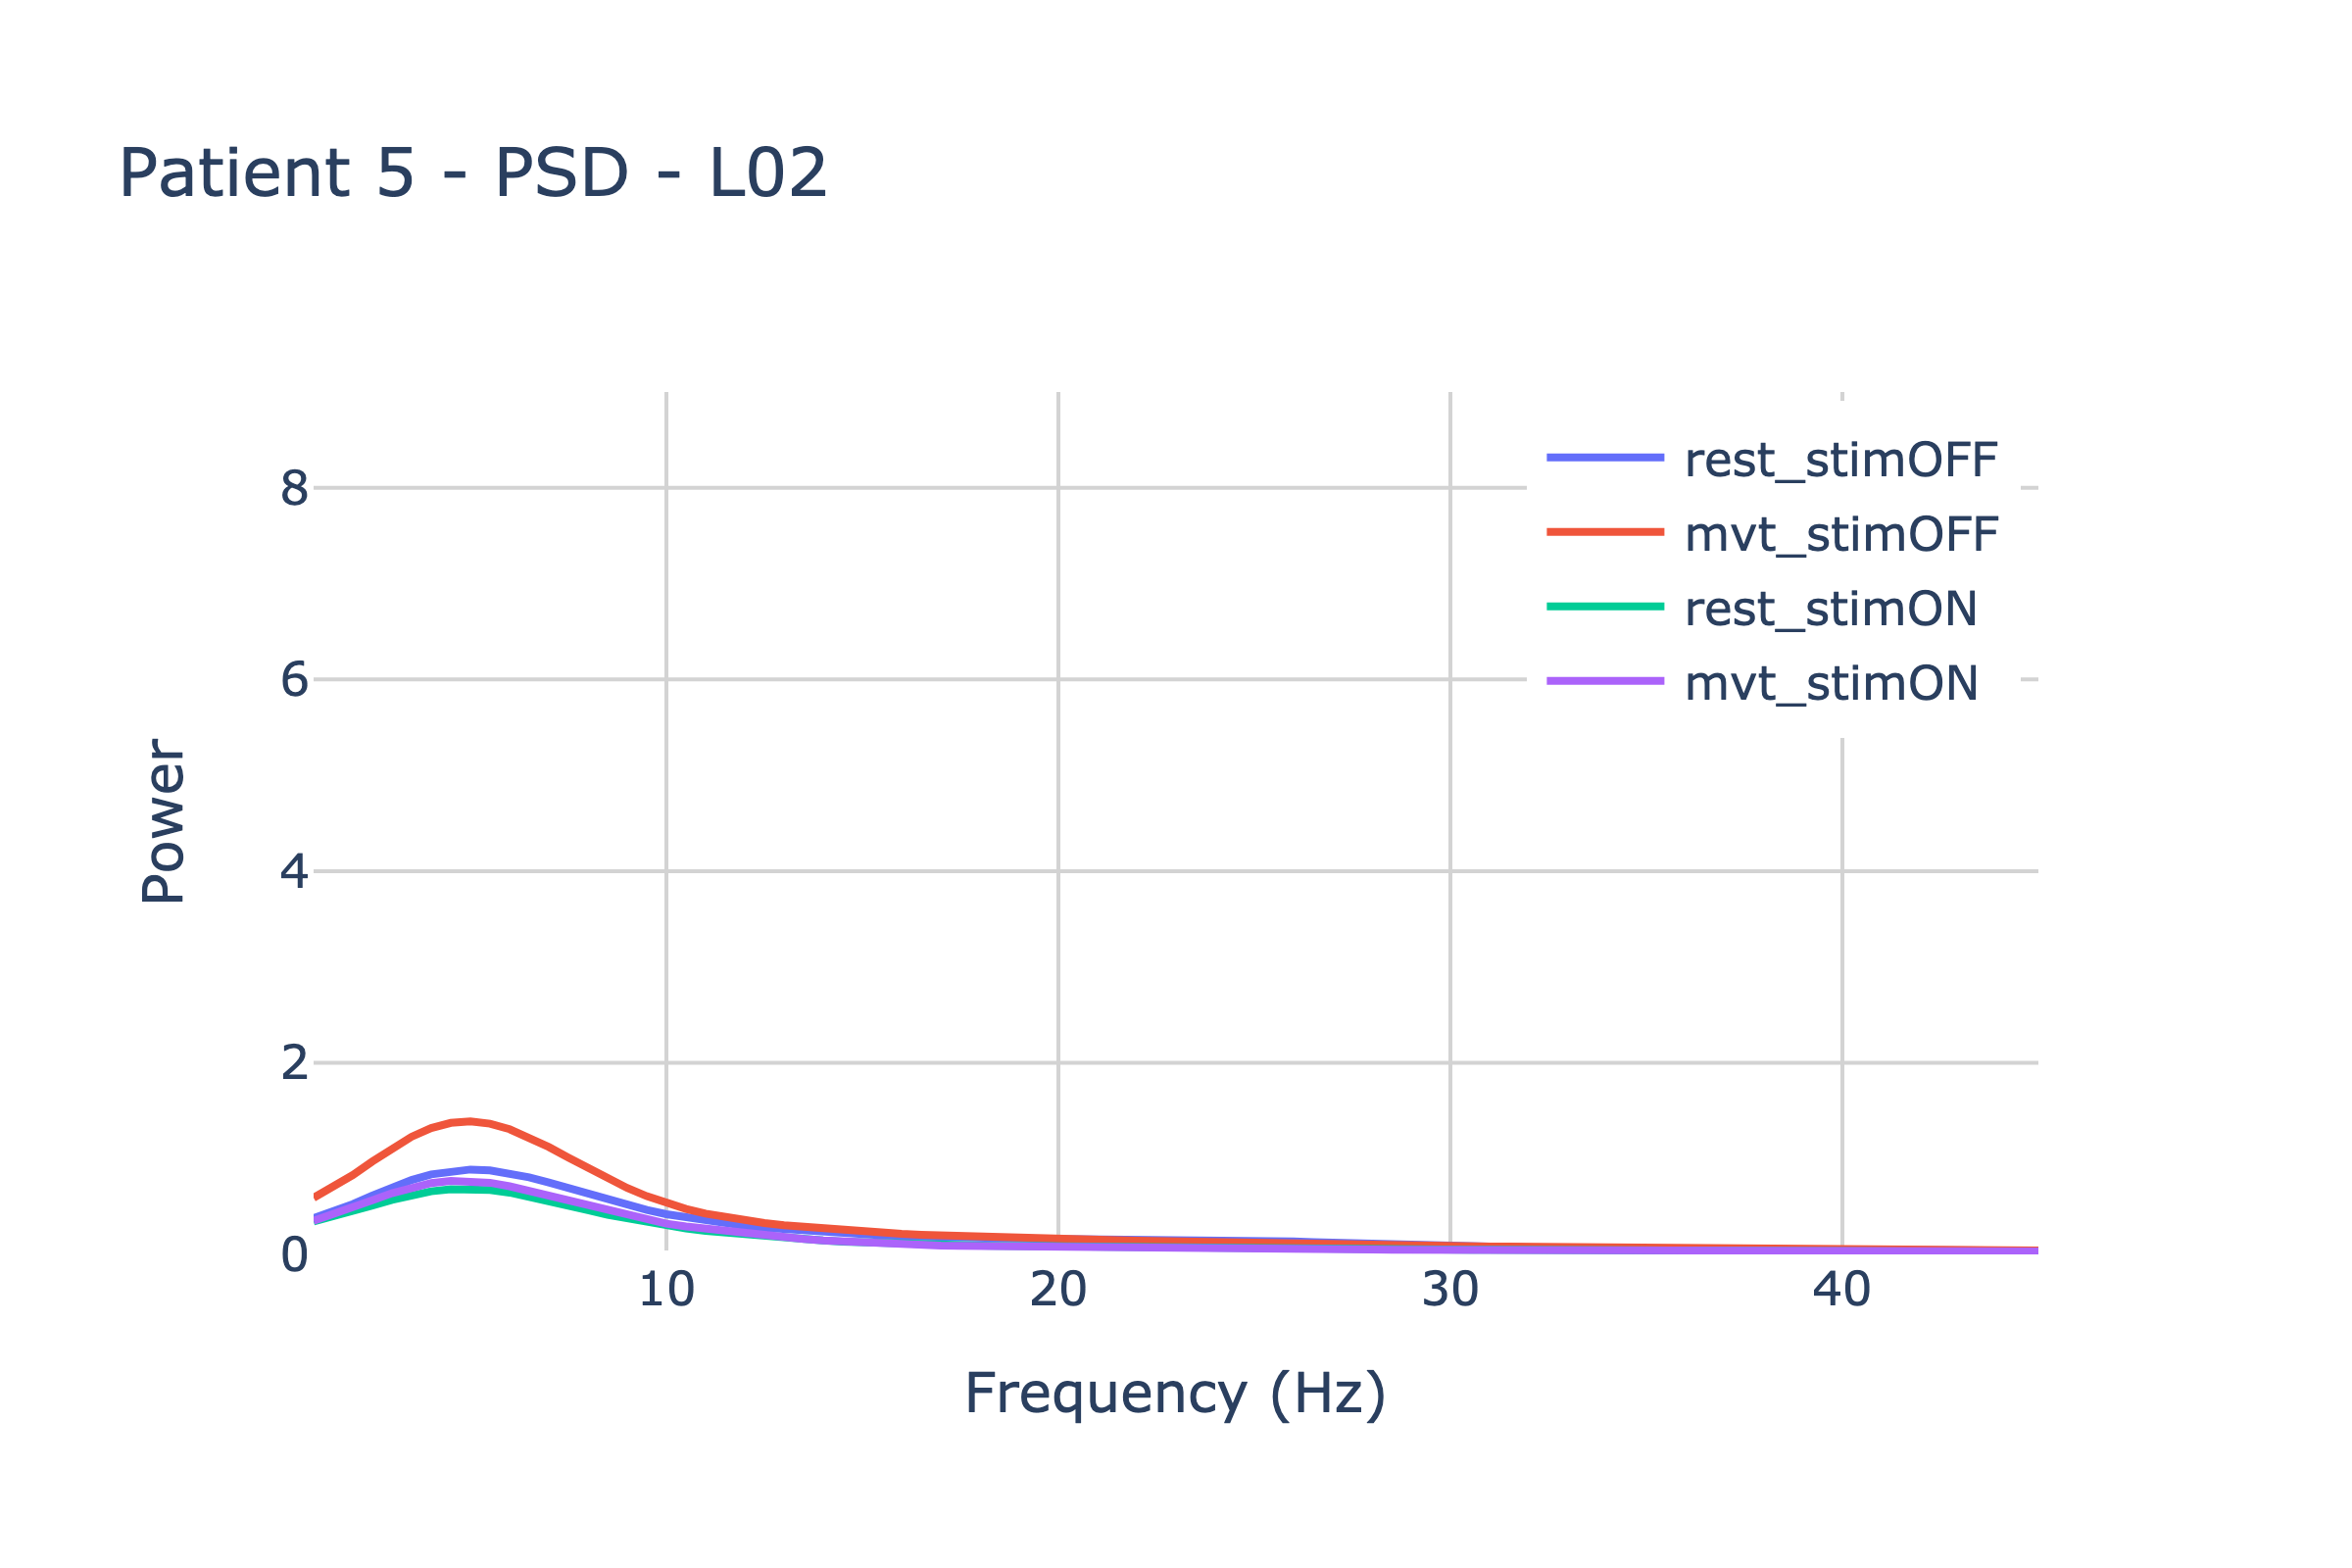 Patient 5 - PSD - L02
rest_stimOFF
mvt_stimOFF
rest_stimON
mvt_stimON
8
6
4
2
0
Power
10 20 30 40
Frequency (Hz)